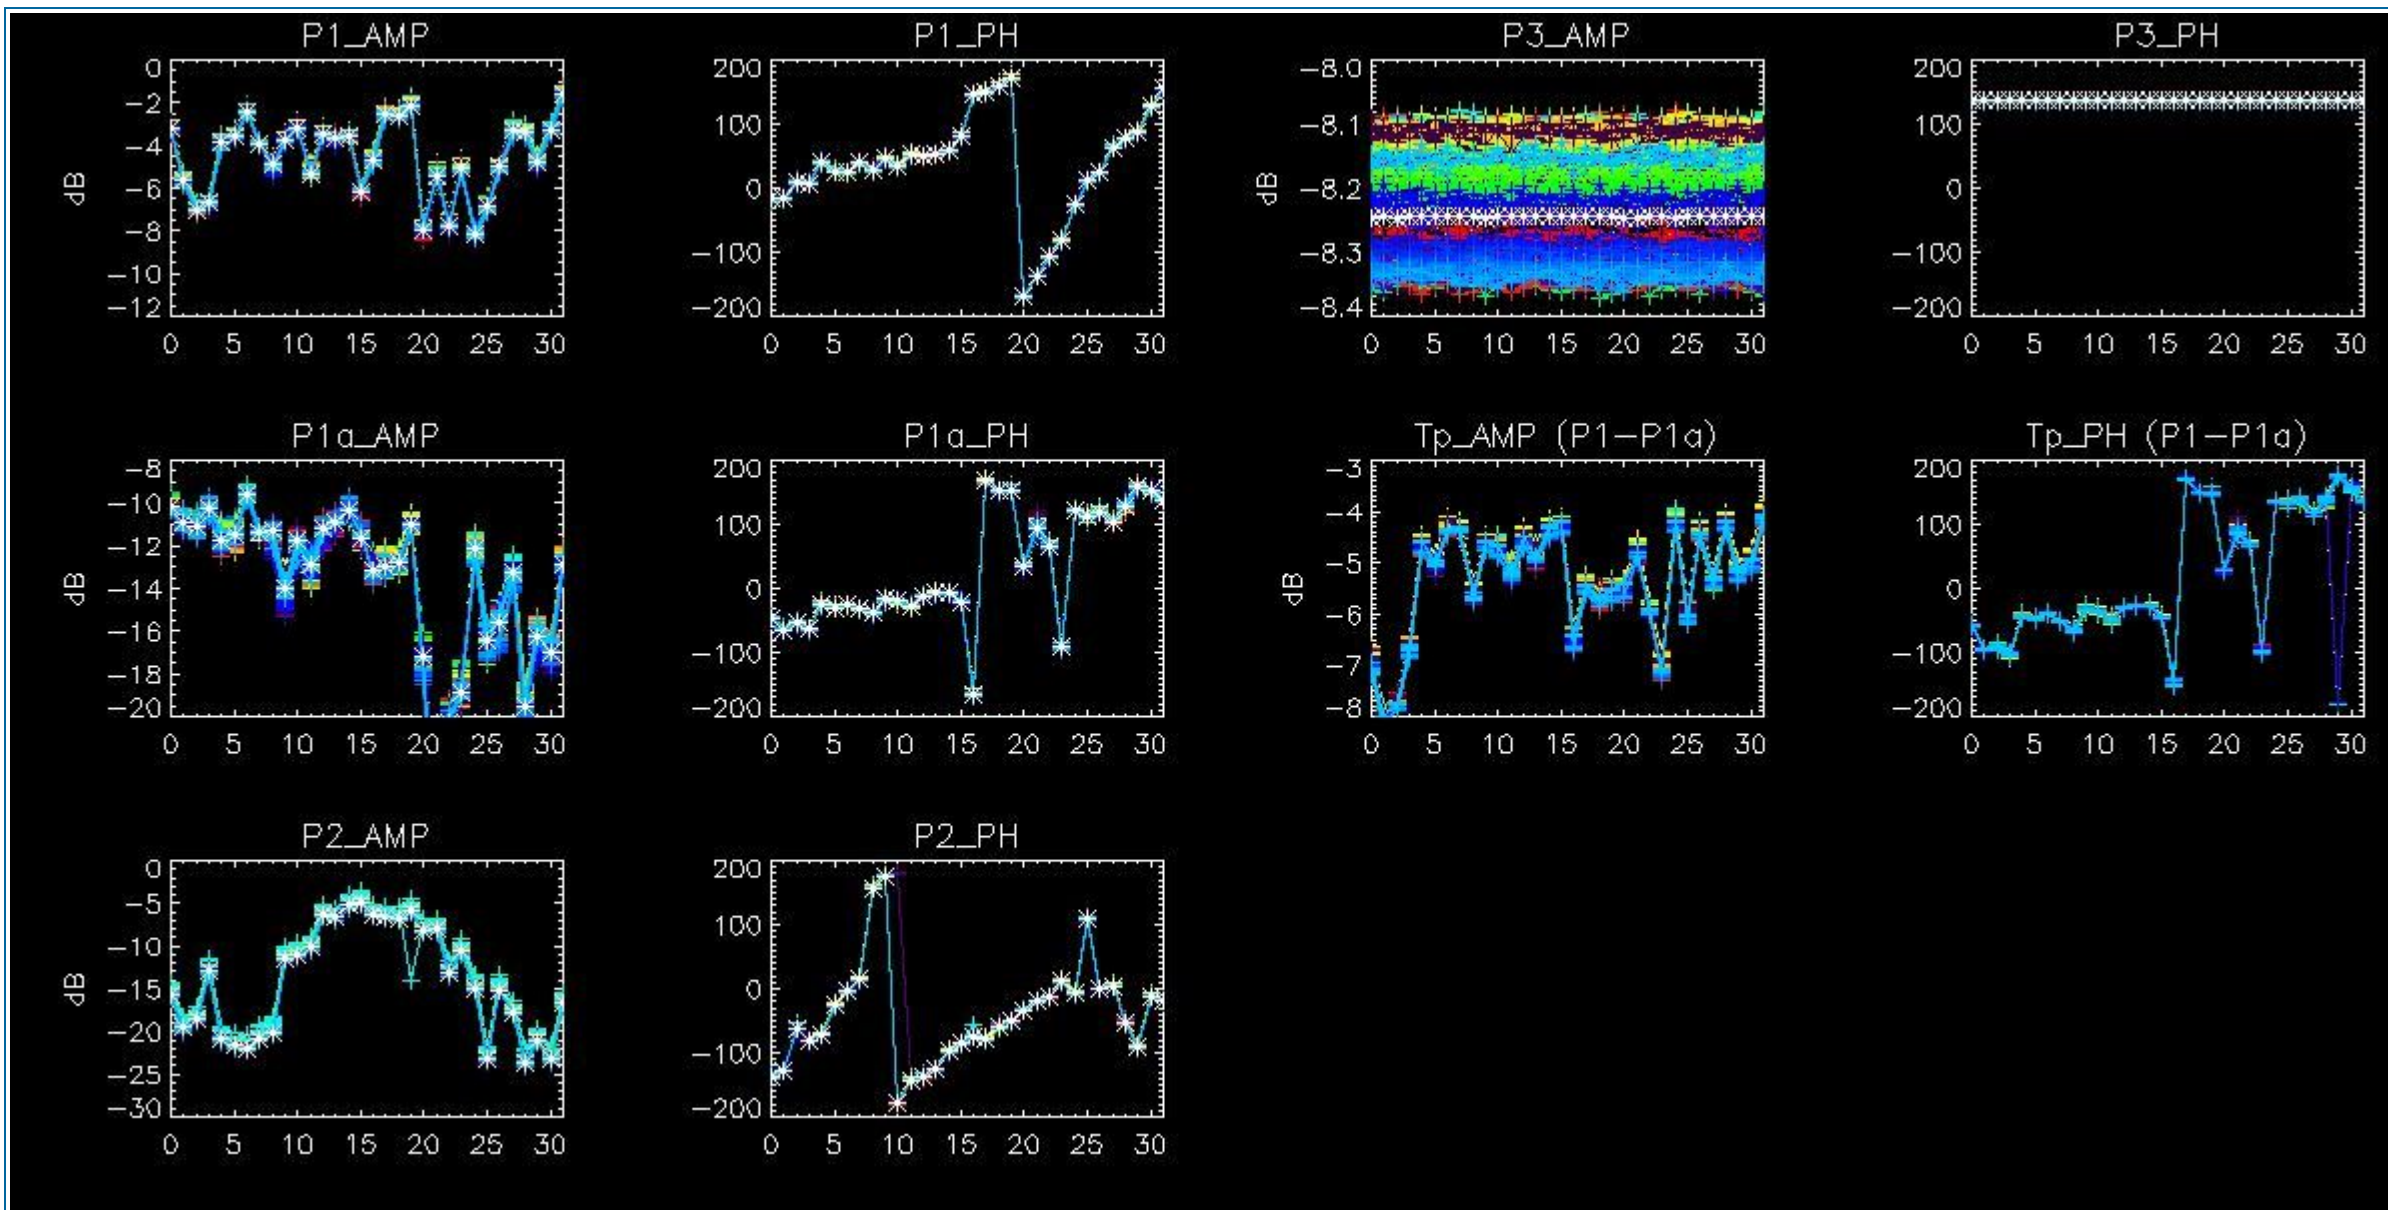 P1_AMP
P1_PH
P3_AMP
P3_PH
0
−2
−4
−6
−8
−10
−12
dB
0 5 10 15 20 25 30
200
100
0
−100
−200
0 5 10 15 20 25 30
−8.0
−8.1
−8.2
−8.3
−8.4
dB
0 5 10 15 20 25 30
200
100
0
−100
−200
0 5 10 15 20 25 30
P1a_AMP
P1a_PH
Tp_AMP (P1−P1a)
Tp_PH (P1−P1a)
−8
−10
−12
−14
−16
−18
−20
dB
0 5 10 15 20 25 30
200
100
0
−100
−200
0 5 10 15 20 25 30
−3
−4
−5
−6
−7
−8
dB
0 5 10 15 20 25 30
200
100
0
−100
−200
0 5 10 15 20 25 30
P2_AMP
P2_PH
0
−5
−10
−15
−20
−25
−30
dB
0 5 10 15 20 25 30
200
100
0
−100
−200
0 5 10 15 20 25 30